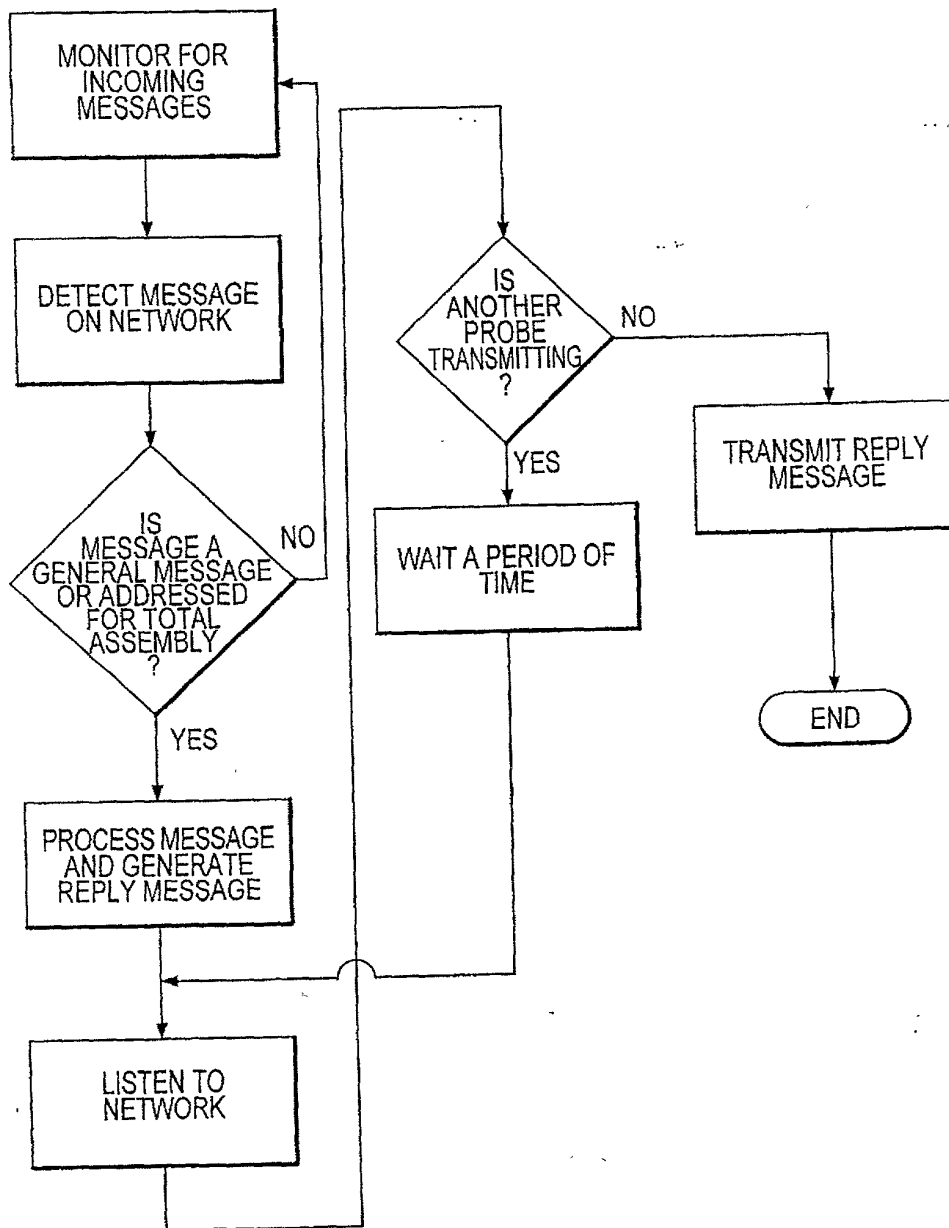 MONITOR FOR
INCOMING
MESSAGES
DETECT MESSAGE
ON NETWORK
IS
MESSAGE A
GENERAL MESSAGE
OR ADDRESSED
FOR TOTAL
ASSEMBLY
?
NO
YES
PROCESS MESSAGE
AND GENERATE
REPLY MESSAGE
LISTEN TO
NETWORK
IS
ANOTHER
PROBE
TRANSMITTING
?
NO
YES
WAIT A PERIOD OF
TIME
TRANSMIT REPLY
MESSAGE
END